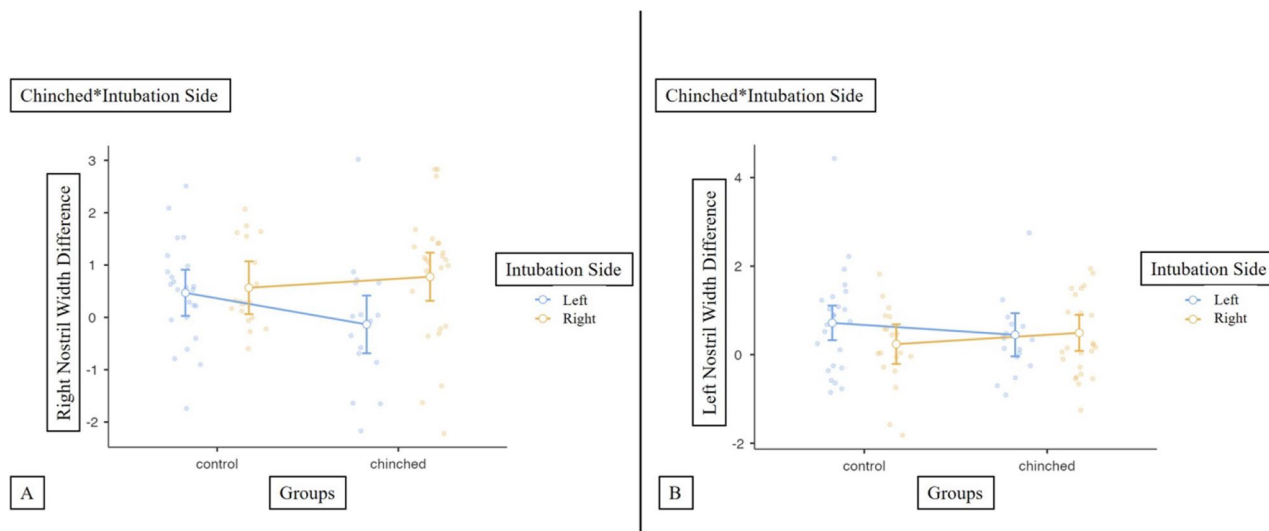 Chinched*Intubation Side
Right Nostril Width Difference
3
2
1
0
-1
-2
control
chinched
Groups
Intubation Side
Left
Right
A
Chinched*Intubation Side
Left Nostril Width Difference
4
2
0
-2
control
chinched
Groups
Intubation Side
Left
Right
B